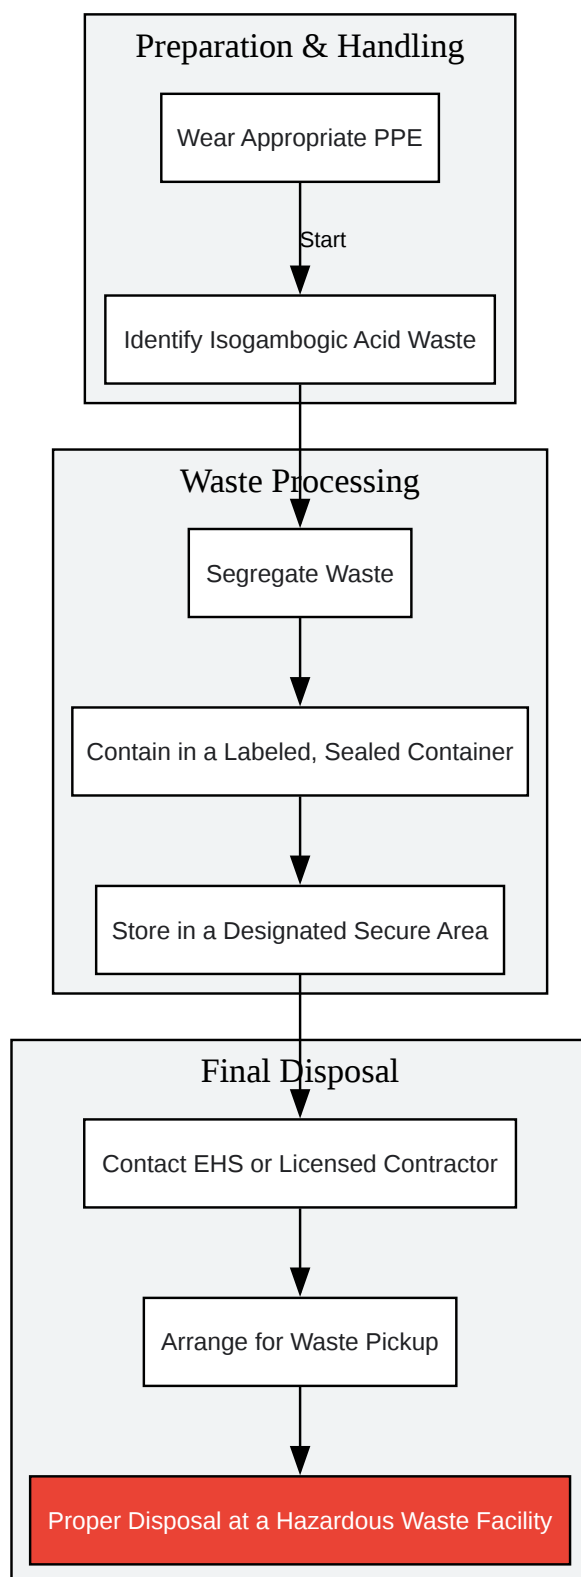 Preparation & Handling
Wear Appropriate PPE
Start
Identify Isogambogic Acid Waste
Waste Processing
Segregate Waste
Contain in a Labeled, Sealed Container
Store in a Designated Secure Area
Final Disposal
Contact EHS or Licensed Contractor
Arrange for Waste Pickup
Proper Disposal at a Hazardous Waste Facility